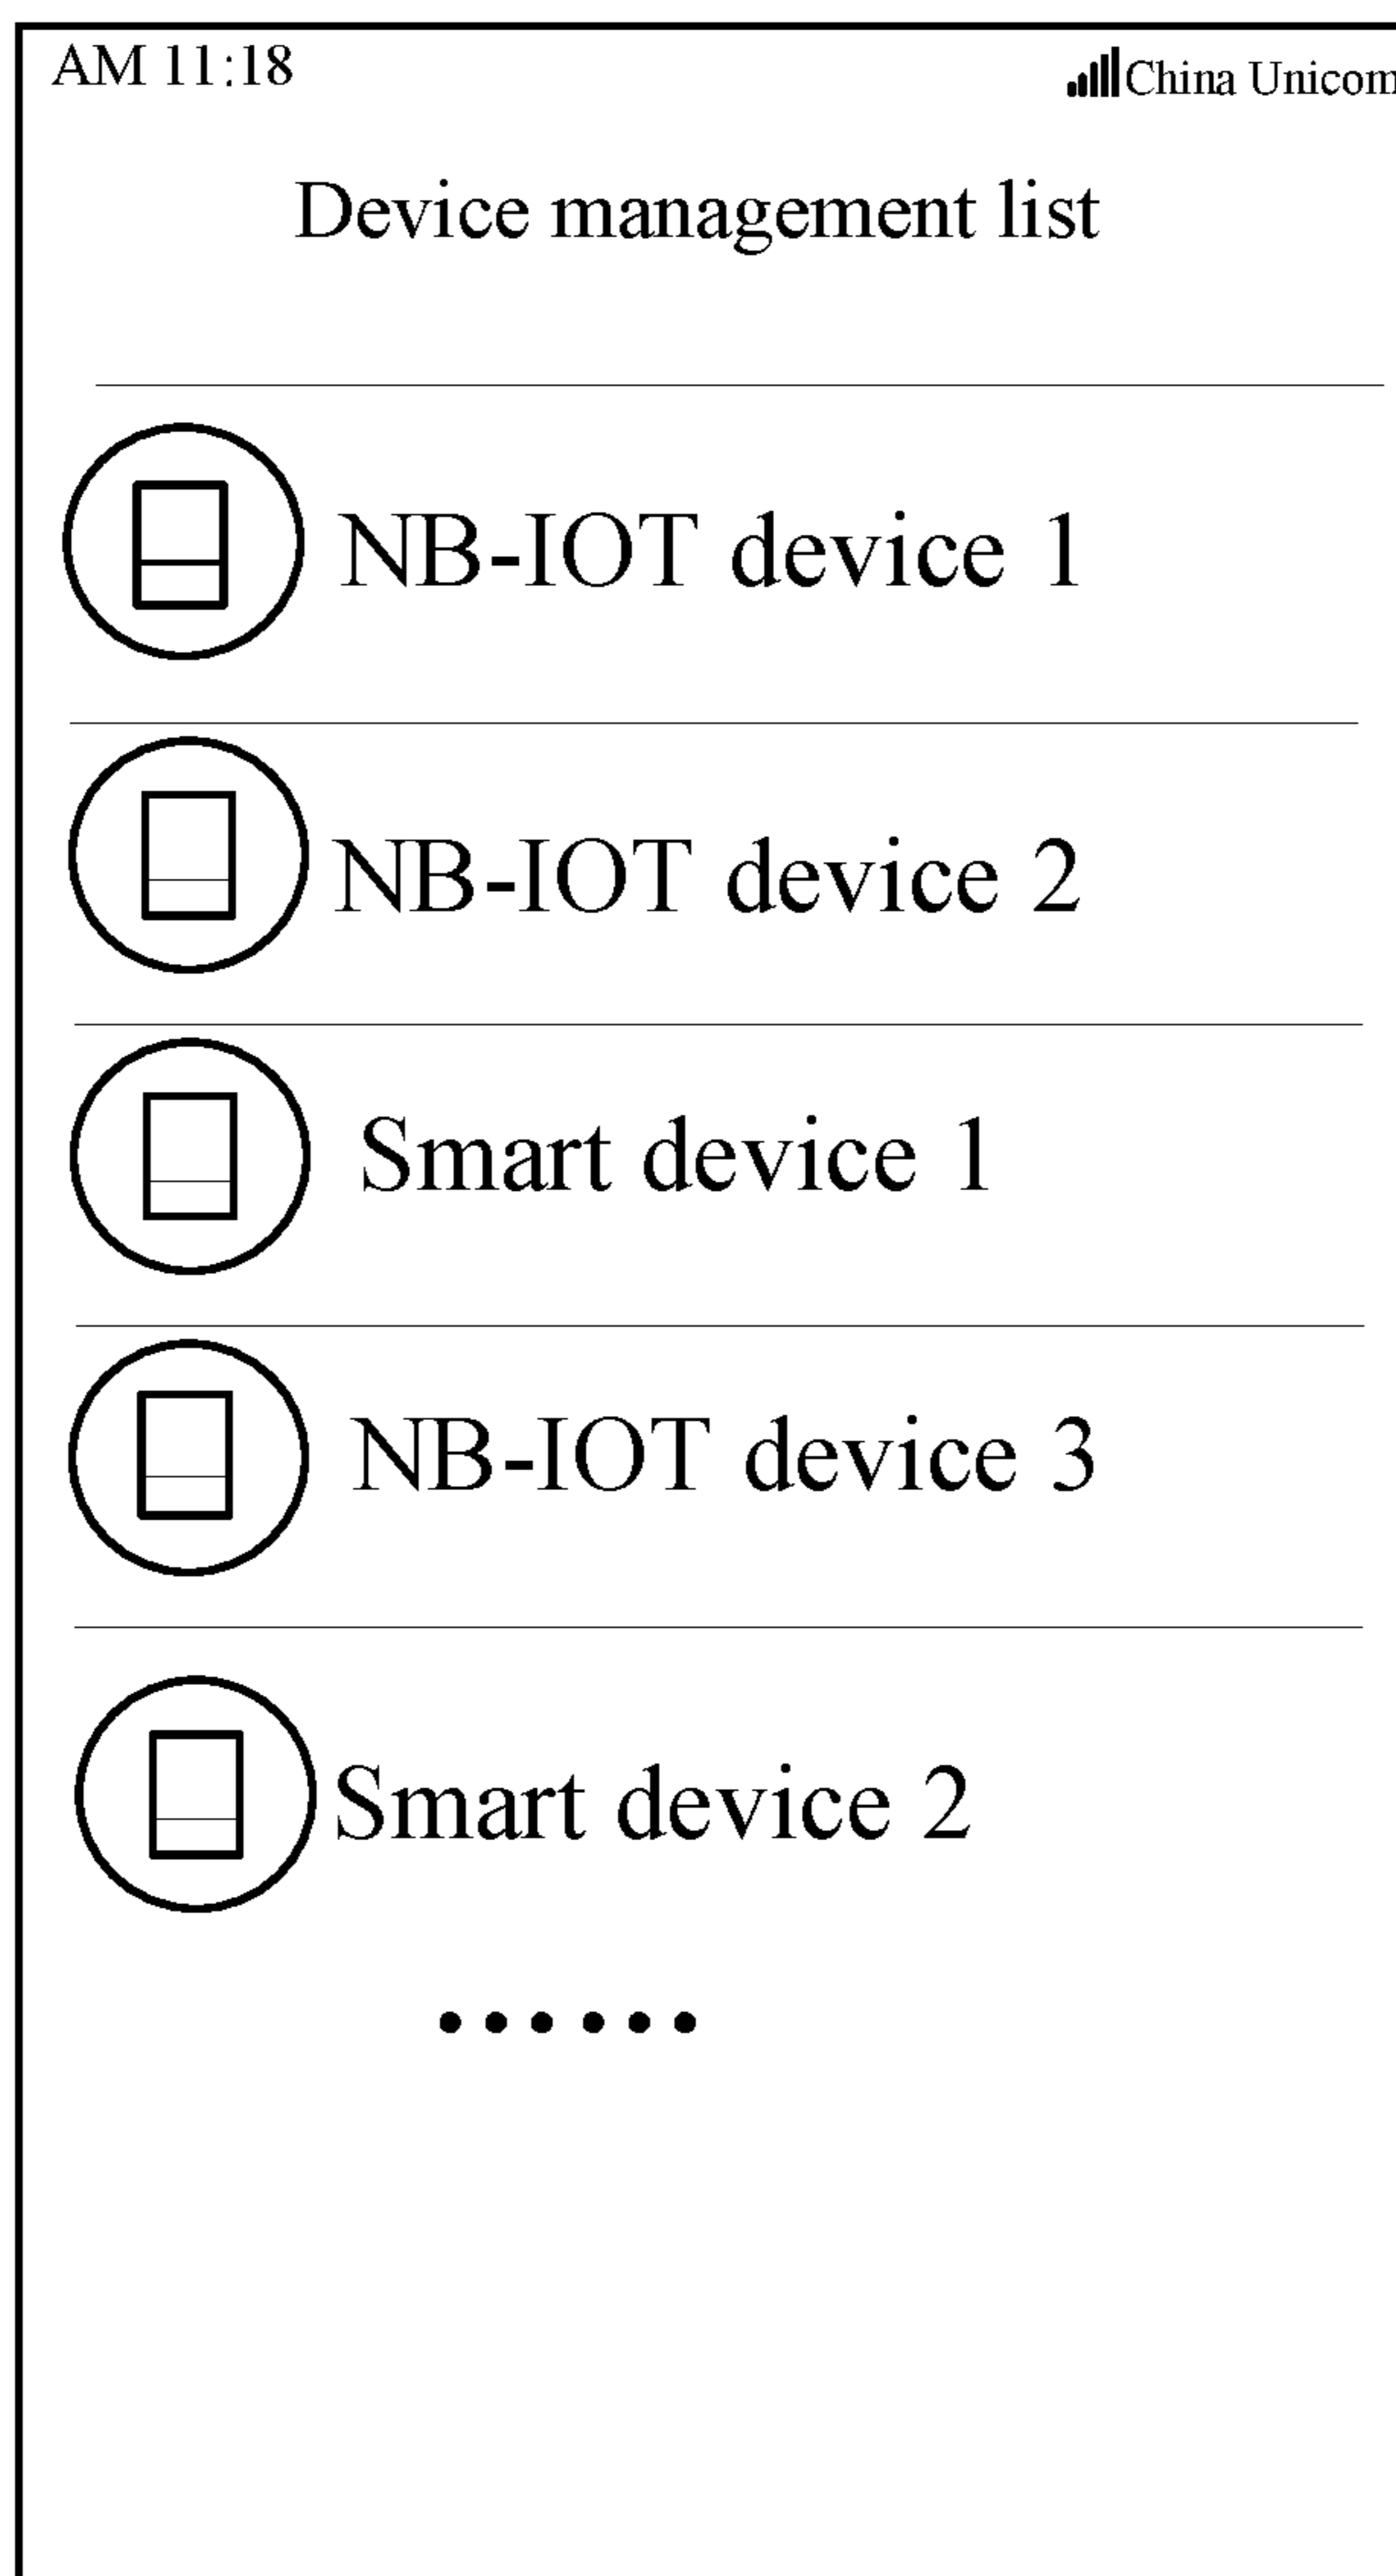 AM 11:18
China Unicom
Device management list
NB-IOT device 1
NB-IOT device 2
Smart device 1
NB-IOT device 3
Smart device 2
......